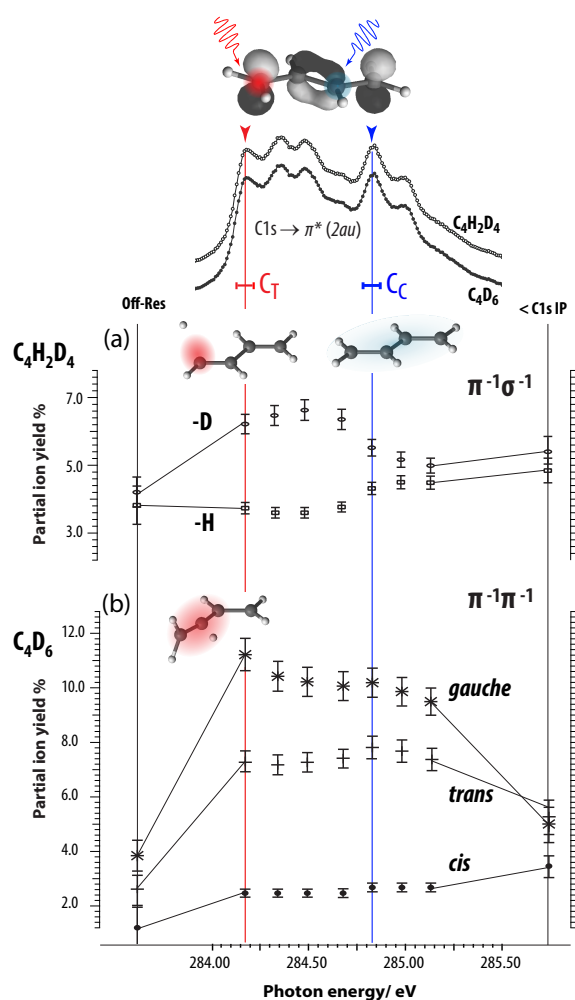 C4H2D4
C1s → π* (2au)
C4D6
CT
CC
Off-Res
< C1s IP
(a)
C4H2D4
π-1σ-1
7.0
-D
5.0
-H
3.0
Partial ion yield %
(b)
π-1π-1
C4D6
12.0
gauche
10.0
8.0
trans
6.0
4.0
cis
2.0
Partial ion yield %
284.00
284.50
285.00
285.50
Photon energy/ eV